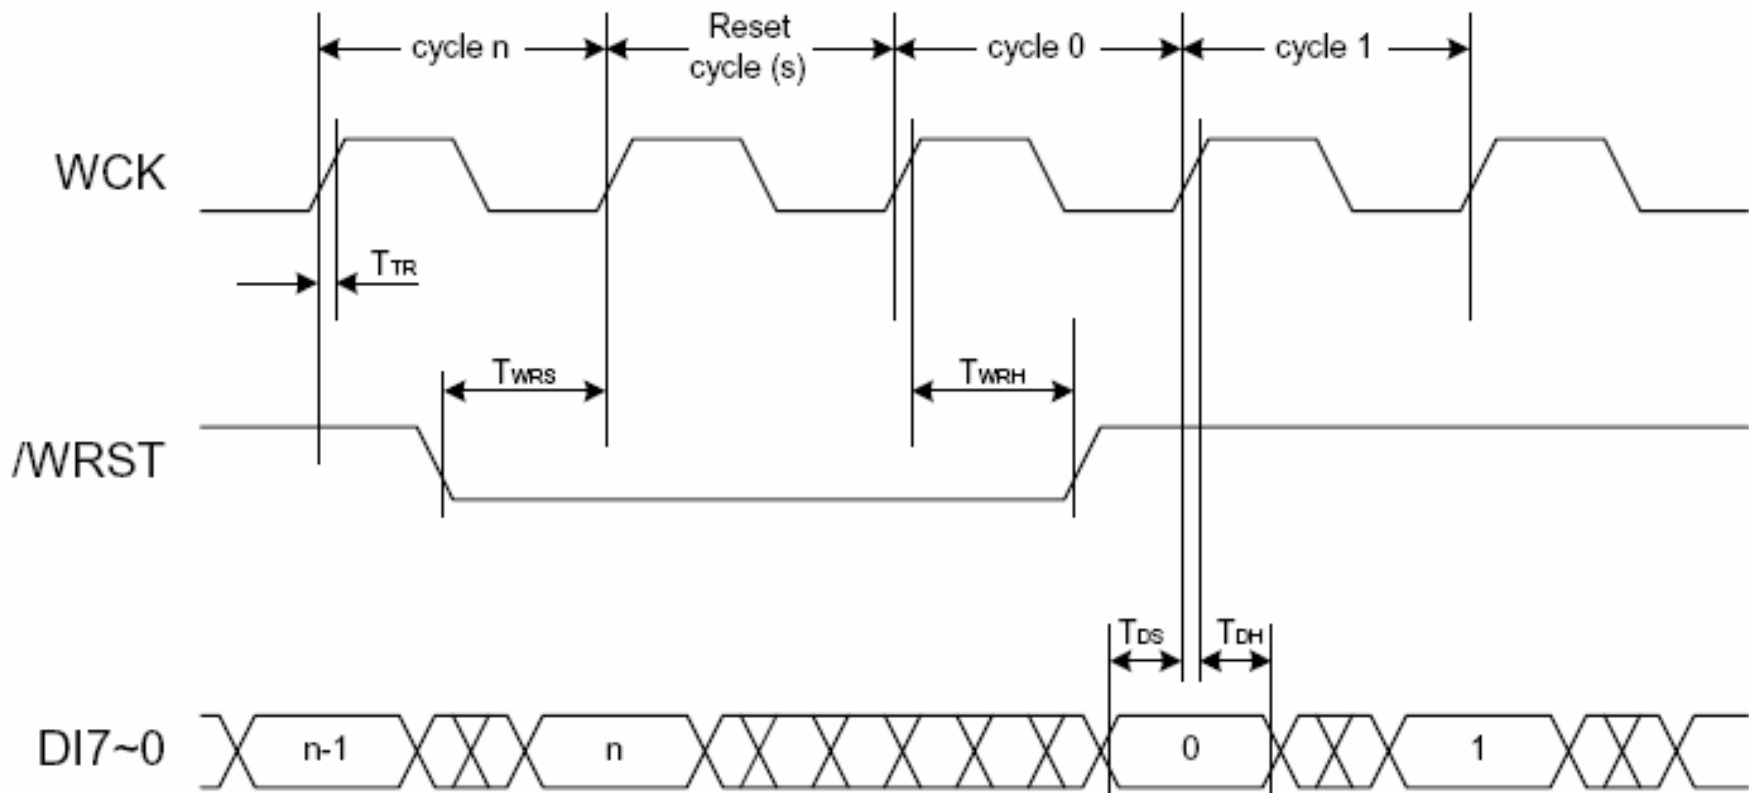 cycle n
Reset
cycle (s)
cycle 0
cycle 1
WCK
TTR
TWRS
TWRH
/WRST
TDS
TDH
DI7~0
n-1
n
0
1